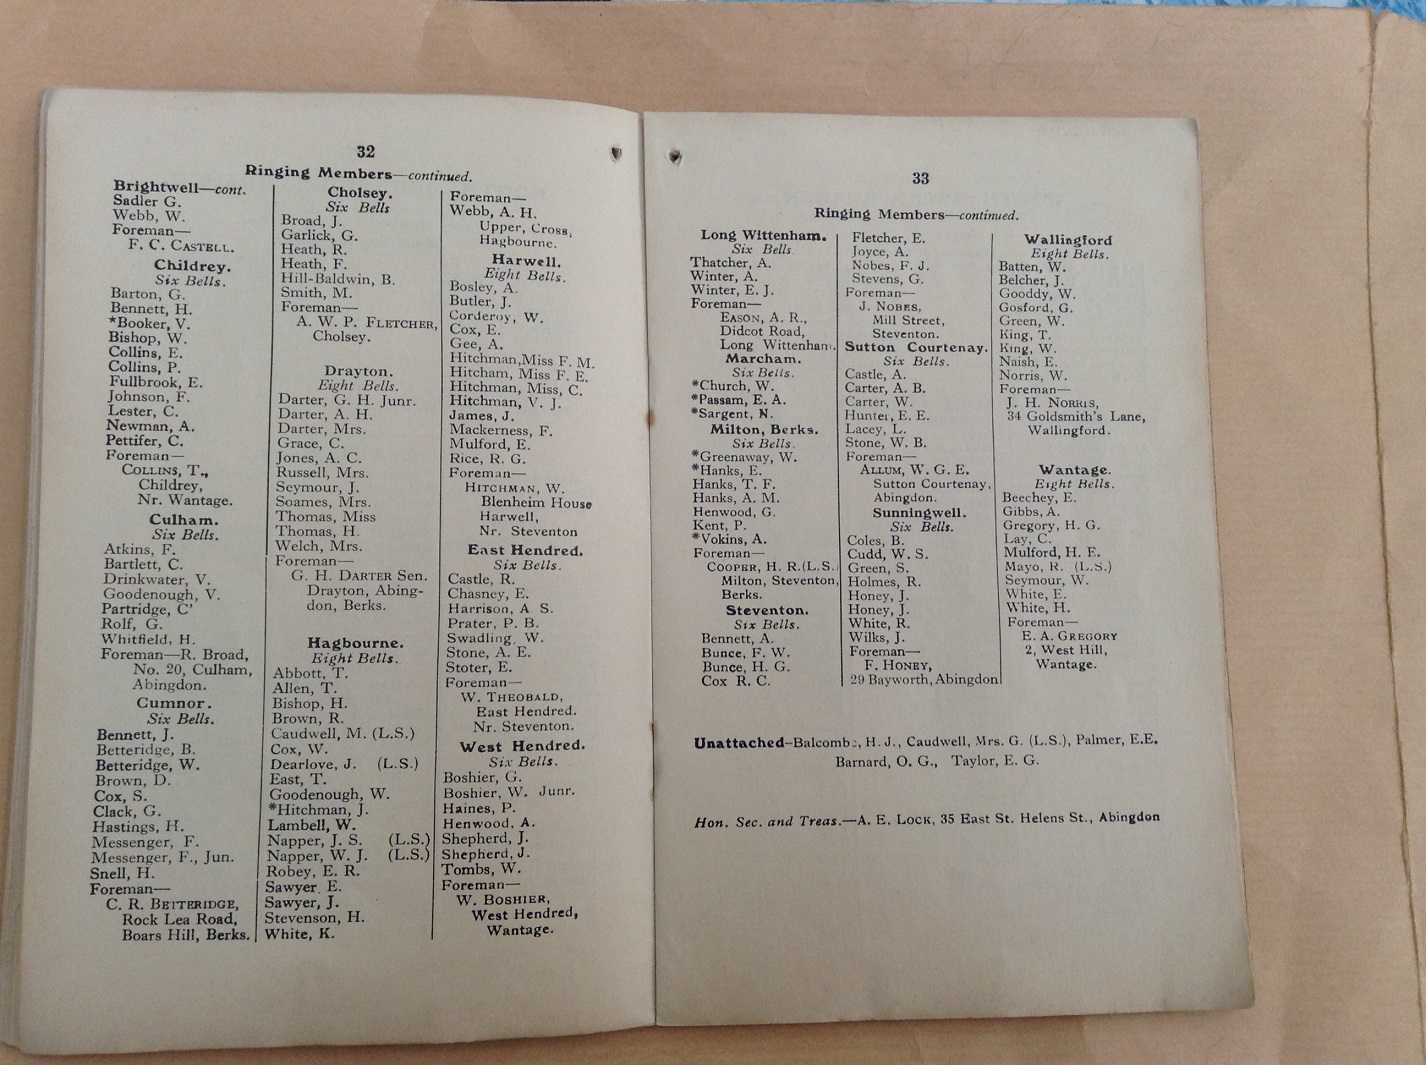 32
Ringing Members—continued.
Brightwell—cont.
Sadler G.
Webb, W.
Foreman—
F. C. CASTELL.
Childrey.
Six Bells.
Barton, G.
Bennett, H.
*Booker, V.
Bishop, W.
Collins, E.
Collins, P.
Fullbrook, E.
Johnson, F.
Lester, C.
Newman, A.
Pettifer, C.
Foreman—
COLLINS, T.,
Childrey,
Nr. Wantage.
Culham.
Six Bells.
Atkins, F.
Bartlett, C.
Drinkwater, V.
Goodenough, V.
Partridge, C'
Rolf, G.
Whitfield, H.
Foreman—R. Broad,
No. 20, Culham,
Abingdon.
Cumnor.
Six Bells.
Bennett, J.
Betteridge, B.
Betteridge, W.
Brown, D.
Cox, S.
Clack, G.
Hastings, H.
Messenger, F.
Messenger, F., Jun.
Snell, H.
Foreman—
C. R. BETTERIDGE,
Rock Lea Road,
Boars Hill, Berks.
Cholsey.
Six Bells
Broad, J.
Garlick, G.
Heath, R.
Heath, F.
Hill-Baldwin, B.
Smith, M.
Foreman—
A. W. P. FLETCHER,
Cholsey.
Drayton.
Eight Bells.
Darter, G. H. Junr.
Darter, A. H.
Darter, Mrs.
Grace, C.
Jones, A. C.
Russell, Mrs.
Seymour, J.
Soames, Mrs.
Thomas, Miss
Thomas, H.
Welch, Mrs.
Foreman—
G. H. DARTER Sen.
Drayton, Abing-
don, Berks.
Hagbourne.
Eight Bells.
Abbott, T.
Allen, T.
Bishop, H.
Brown, R.
Caudwell, M. (L.S.)
Cox, W.
Dearlove, J. (L.S.)
East, T.
Goodenough, W.
*Hitchman, J.
Lambell, W.
Napper, J. S. (L.S.)
Napper, W. J. (L.S.)
Robey, E. R.
Sawyer E.
Sawyer, J.
Stevenson, H.
White, K.
Foreman—
Webb, A. H.
Upper, Cross,
Hagbourne.
Harwell.
Eight Bells.
Bosley, A.
Butler, J.
Corderoy, W.
Cox, E.
Gee, A.
Hitchman,Miss F. M.
Hitcham, Miss F. E.
Hitchman, Miss, C.
Hitchman, V. J.
James, J.
Mackerness, F.
Mulford, E.
Rice, R. G.
Foreman—
HITCHMAN, W.
Blenheim House
Harwell,
Nr. Steventon
East Hendred.
Six Bells.
Castle, R.
Chasney, E.
Harrison, A S.
Prater, P. B.
Swadling, W.
Stone, A. E.
Stoter, E.
Foreman—
W. THEOBALD,
East Hendred.
Nr. Steventon.
West Hendred.
Six Bells.
Boshier, G.
Boshier, W. Junr.
Haines, P.
Henwood, A.
Shepherd, J.
Shepherd, J.
Tombs, W.
Foreman—
W. BOSHIER,
West Hendred,
Wantage.
33
Ringing Members—continued.
Long Wittenham.
Six Bells
Thatcher, A.
Winter, A.
Winter, E. J.
Foreman—
EASON, A. R.,
Didcot Road,
Long Wittenham.
Marcham.
Six Bells.
*Church, W.
*Passam, E. A.
*Sargent, N.
Milton, Berks.
Six Bells.
*Greenaway, W.
*Hanks, E.
Hanks, T. F.
Hanks, A. M.
Henwood, G.
Kent, P.
*Vokins, A.
Foreman—
COOPER, H. R.(L.S.
Milton, Steventon,
Berks.
Steventon.
Six Bells.
Bennett, A.
Bunce, F. W.
Bunce, H. G.
Cox R. C.
Fletcher, E.
Joyce, A.
Nobes, F. J.
Stevens, G.
Foreman—
J. NOBES,
Mill Street,
Steventon.
Sutton Courtenay.
Six Bells.
Castle, A.
Carter, A. B.
Carter, W.
Hunter, E. E.
Lacey, L.
Stone, W. B.
Foreman—
ALLUM, W. G. E.
Sutton Courtenay,
Abingdon.
Sunningwell.
Six Bells.
Coles, B.
Cudd, W. S.
Green, S.
Holmes, R.
Honey, J.
Honey, J.
White, R.
Wilks, J.
Foreman—
F. HONEY,
29 Bayworth, Abingdon
Wallingford
Eight Bells.
Batten, W.
Belcher, J.
Gooddy, W.
Gosford, G.
Green, W.
King, T.
King, W.
Naish, E.
Norris, W.
Foreman—
J. H. NORRIS,
34 Goldsmith's Lane,
Wallingford.
Wantage.
Eight Bells.
Beechey, E.
Gibbs, A.
Gregory, H. G.
Lay, C.
Mulford, H. E.
Mayo, R. (L.S.)
Seymour, W.
White, E.
White, H.
Foreman—
E. A. GREGORY
2, West Hill,
Wantage.
Unattached—Balcombe, H. J., Caudwell, Mrs. G. (L.S.), Palmer, E.E.
Barnard, O. G., Taylor, E. G.
Hon. Sec. and Treas.—A. E. LOCK, 35 East St. Helens St., Abingdon